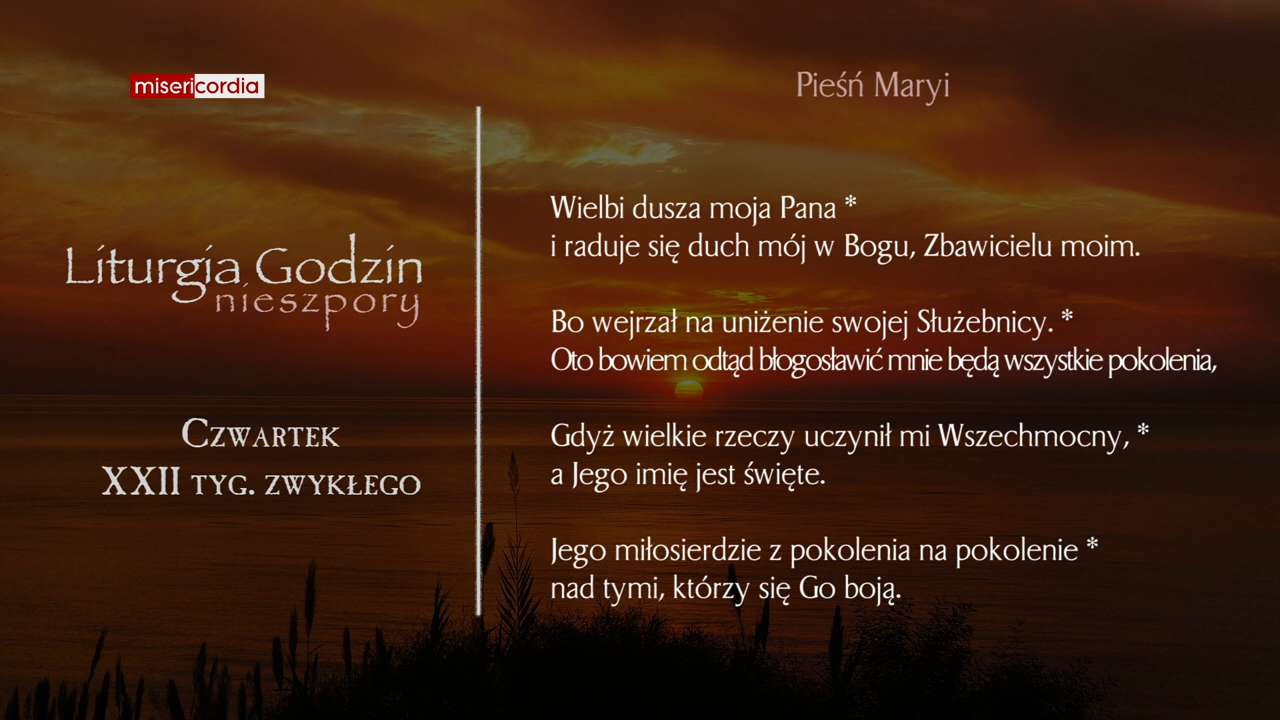 misericordia
Pieśń Maryi
Liturgia Godzin
nieszpory
Czwartek
XXII tyg. zwykłego
Wielbi dusza moja Pana *
i raduje się duch mój w Bogu, Zbawicielu moim.
Bo wejrzał na uniżenie swojej Służebnicy. *
Oto bowiem odtąd błogosławić mnie będą wszystkie pokolenia,
Gdyż wielkie rzeczy uczynił mi Wszechmocny, *
a Jego imię jest święte.
Jego miłosierdzie z pokolenia na pokolenie *
nad tymi, którzy się Go boją.